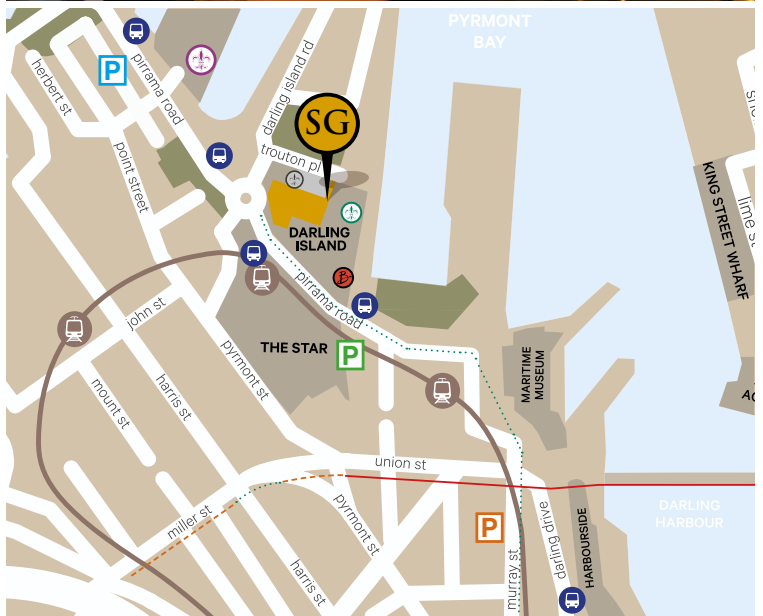 PYRMONT
BAY
herbert st
P
pirrama road
darling island rd
SG
trouton pl
point street
DARLING
ISLAND
KING STREET WHARF
lime st
B
pirrama road
john st
THE STAR
P
pyrmont st
MARITIME
MUSEUM
mount st
harris st
union st
miller st
pyrmont st
P
DARLING
HARBOUR
darling drive
HARBOURSIDE
harris st
murray st